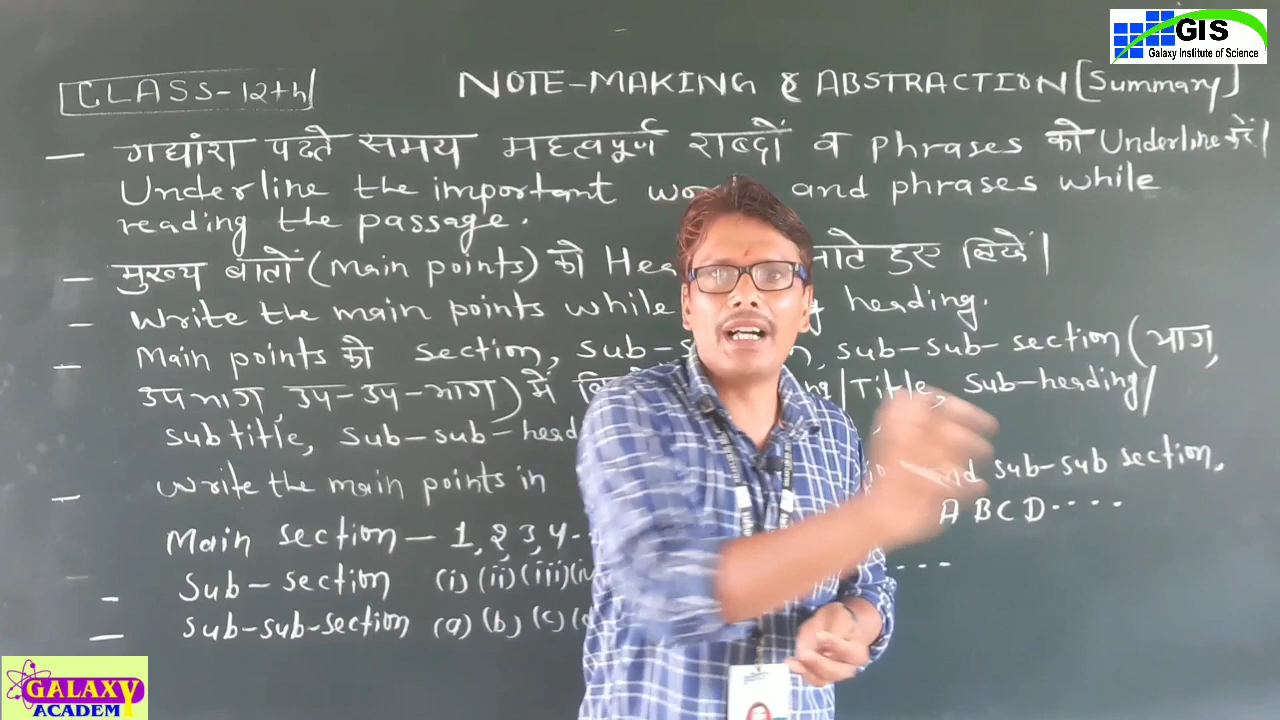 GIS
Galaxy Institute of Science
CLASS-12th
NOTE-MAKING & ABSTRACTION [Summary]
— गद्यांश पढते समय महत्वपूर्ण शब्दों व phrases को Underline करें।
Underline the important and phrases while
reading the passage.
— मुख्य बातों (main points) को हुए लिखें।
— Write the main points while heading.
— Main points को section, sub-sub-section (भाग,
उपभाग, उप-उप-भाग) में Title, Sub-heading/
subtitle, sub-sub-
— Write the main points in and sub-sub section.
Main section — 1, 2, 3, 4 A B C D ....
— Sub-section (i) (ii) (iii)
— sub-sub-section (a) (b) (c)
GALAXY
ACADEMY